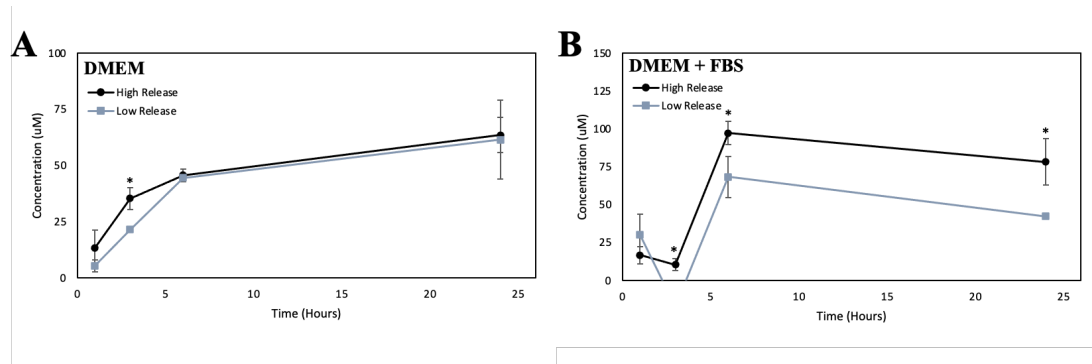 A
DMEM
High Release
Low Release
*
Concentration (uM)
100
75
50
25
0
0 5 10 15 20 25
Time (Hours)
B
DMEM + FBS
High Release
Low Release
*
*
*
Concentration (uM)
150
125
100
75
50
25
0
0 5 10 15 20 25
Time (Hours)